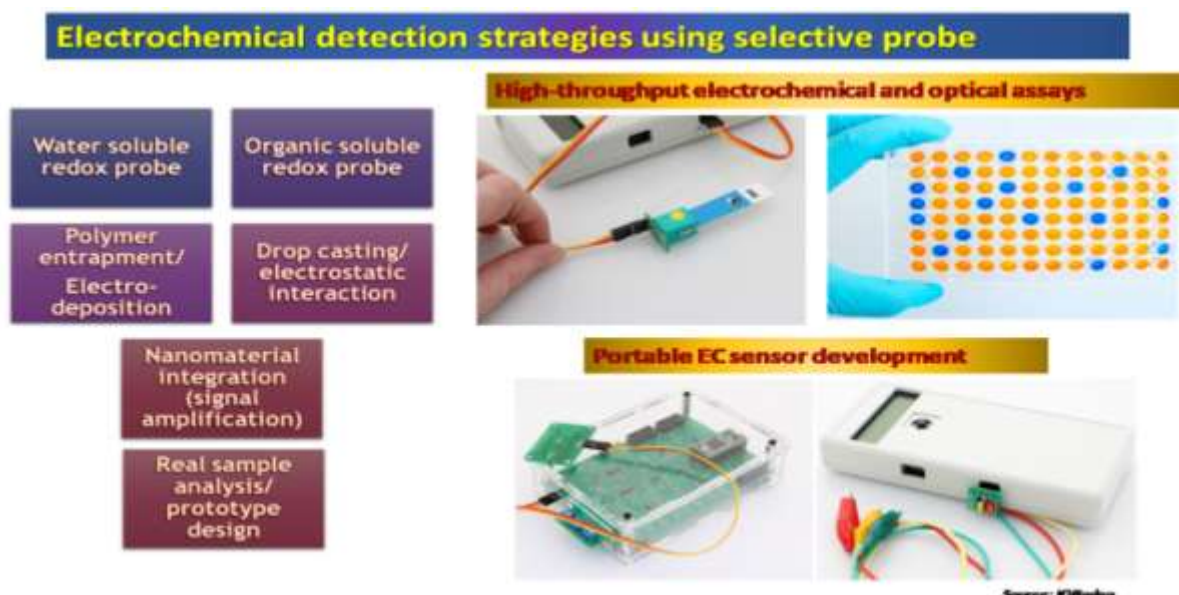 Electrochemical detection strategies using selective probe
High-throughput electrochemical and optical assays
Water soluble
redox probe
Organic soluble
redox probe
Polymer
entrapment/
Electro-
deposition
Drop casting/
electrostatic
interaction
Nanomaterial
integration
(signal
amplification)
Real sample
analysis/
prototype
design
Portable EC sensor development